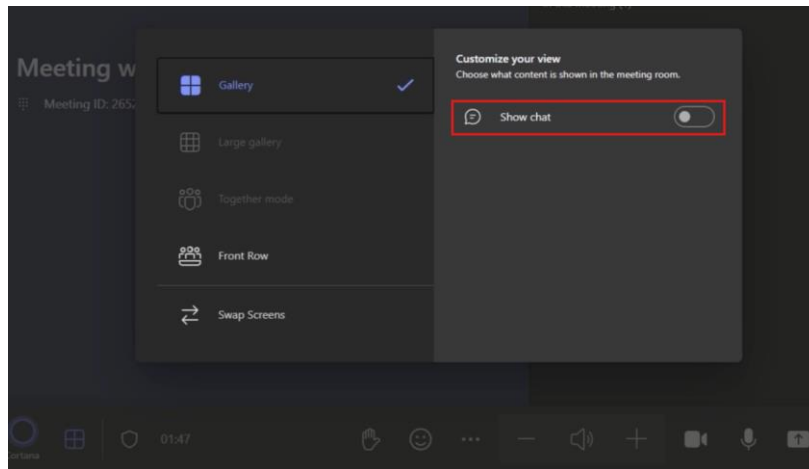 Meeting w
Meeting ID: 265
Gallery
Large gallery
Together mode
Front Row
Swap Screens
Customize your view
Choose what content is shown in the meeting room.
Show chat
Cortana
01:47